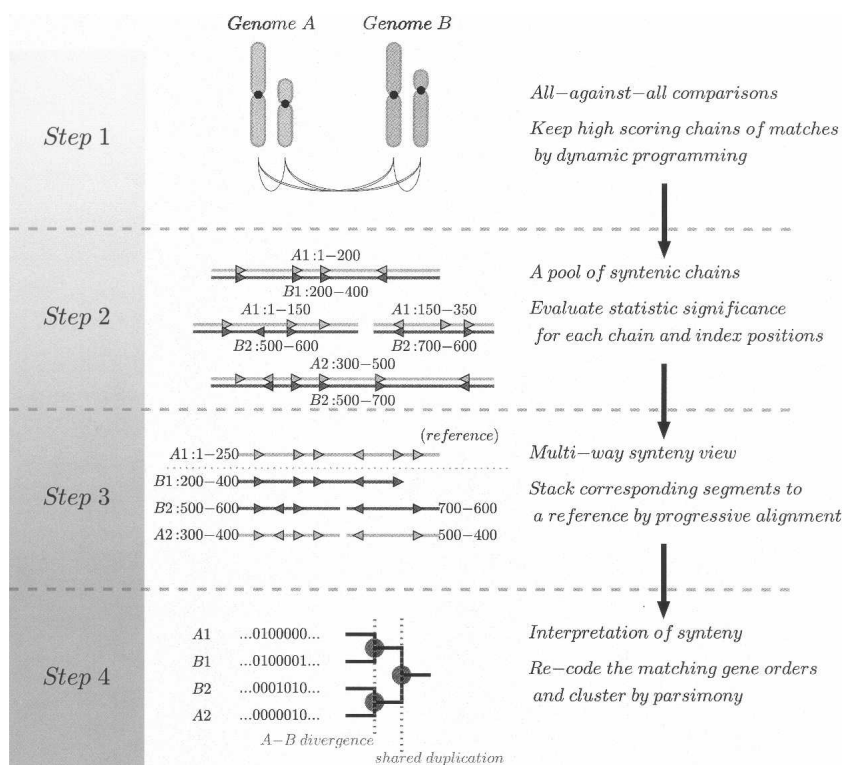 Genome A Genome B
Step 1
All−against−all comparisons
Keep high scoring chains of matches
by dynamic programming
Step 2
A1:1−200
B1:200−400
A1:1−150
B2:500−600
A1:150−350
B2:700−600
A2:300−500
B2:500−700
A pool of syntenic chains
Evaluate statistic significance
for each chain and index positions
Step 3
(reference)
A1:1−250
B1:200−400
B2:500−600 700−600
A2:300−400 500−400
Multi−way synteny view
Stack corresponding segments to
a reference by progressive alignment
Step 4
A1 ...0100000...
B1 ...0100001...
B2 ...0001010...
A2 ...0000010...
A−B divergence
shared duplication
Interpretation of synteny
Re−code the matching gene orders
and cluster by parsimony